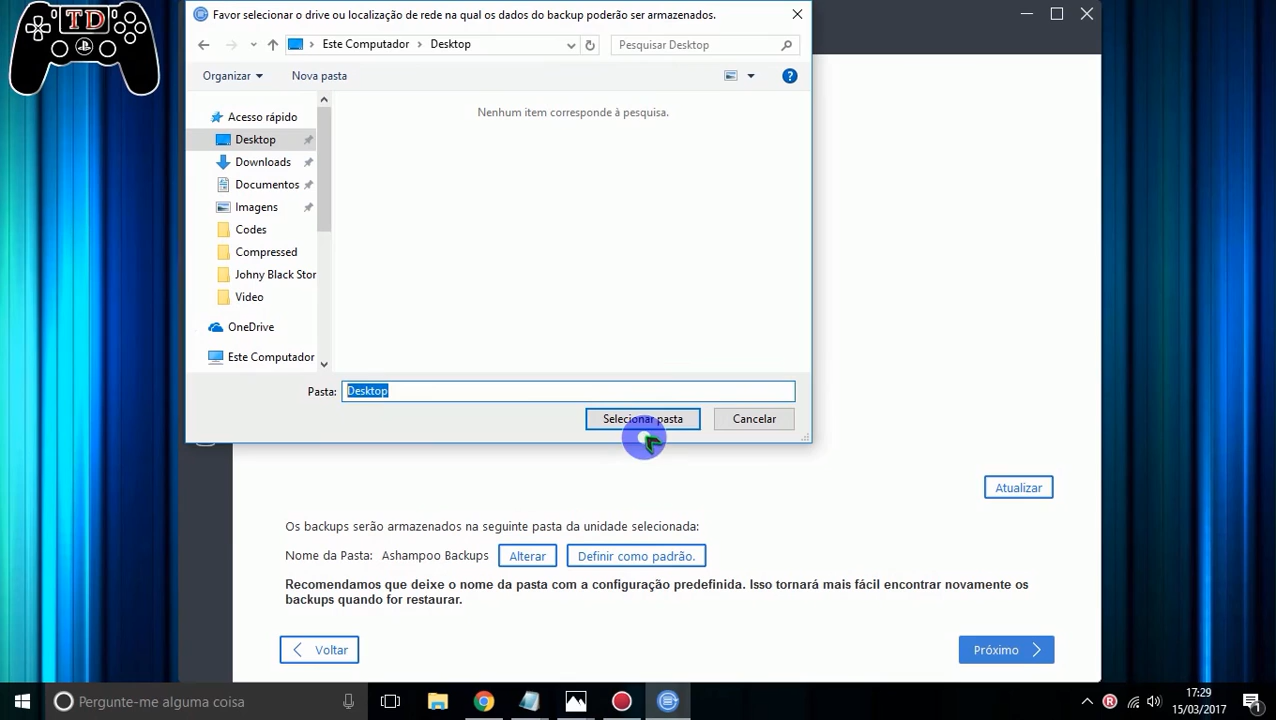 TD
Favor selecionar o drive ou localização de rede na qual os dados do backup poderão ser armazenados.
Este Computador > Desktop
Pesquisar Desktop
Organizar
Nova pasta
Nenhum item corresponde à pesquisa.
Acesso rápido
Desktop
Downloads
Documentos
Imagens
Codes
Compressed
Johny Black Stor
Video
OneDrive
Este Computador
Pasta: Desktop
Selecionar pasta
Cancelar
Atualizar
Os backups serão armazenados na seguinte pasta da unidade selecionada:
Nome da Pasta: Ashampoo Backups Alterar Definir como padrão.
Recomendamos que deixe o nome da pasta com a configuração predefinida. Isso tornará mais fácil encontrar novamente os
backups quando for restaurar.
Voltar
Próximo
Pergunte-me alguma coisa
17:29
15/03/2017
1